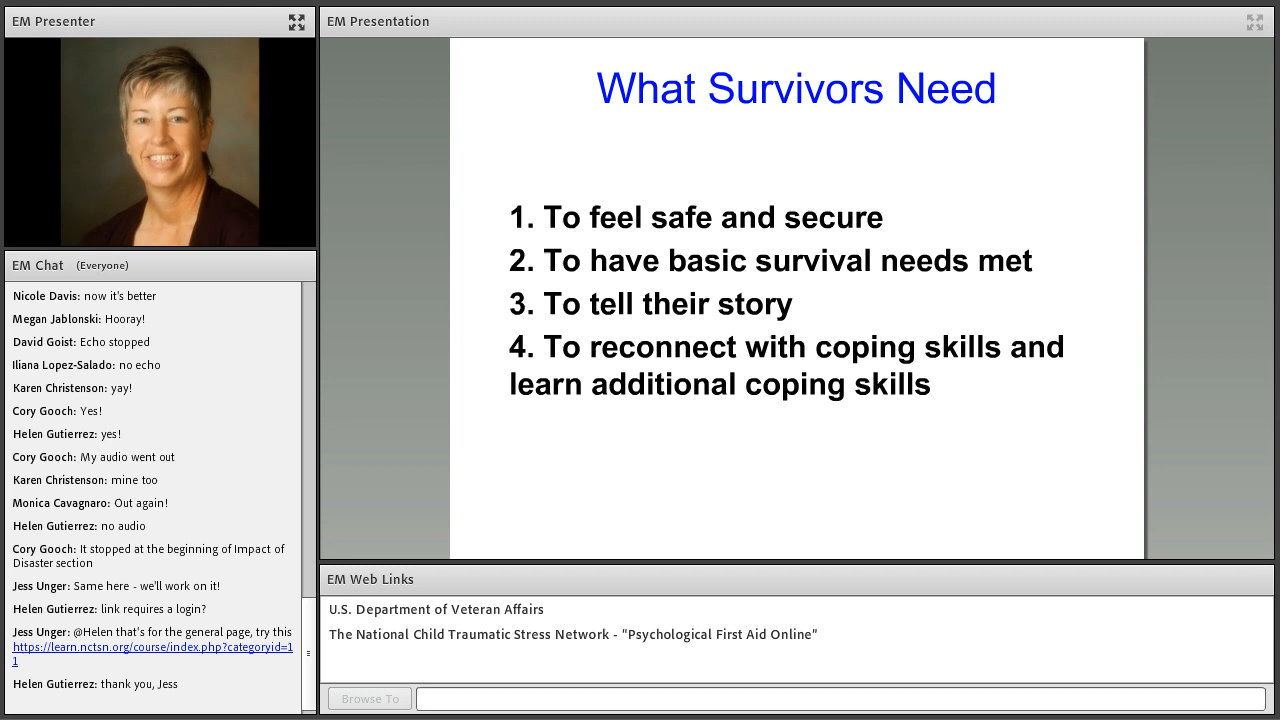 EM Presenter
EM Chat (Everyone)
Nicole Davis: now it's better
Megan Jablonski: Hooray!
David Goist: Echo stopped
Iliana Lopez-Salado: no echo
Karen Christenson: yay!
Cory Gooch: Yes!
Helen Gutierrez: yes!
Cory Gooch: My audio went out
Karen Christenson: mine too
Monica Cavagnaro: Out again!
Helen Gutierrez: no audio
Cory Gooch: It stopped at the beginning of Impact of
Disaster section
Jess Unger: Same here - we'll work on it!
Helen Gutierrez: link requires a login?
Jess Unger: @Helen that's for the general page, try this
https://learn.nctsn.org/course/index.php?categoryid=1
1
Helen Gutierrez: thank you, Jess
EM Presentation
What Survivors Need
1. To feel safe and secure
2. To have basic survival needs met
3. To tell their story
4. To reconnect with coping skills and
learn additional coping skills
EM Web Links
U.S. Department of Veteran Affairs
The National Child Traumatic Stress Network - "Psychological First Aid Online"
Browse To